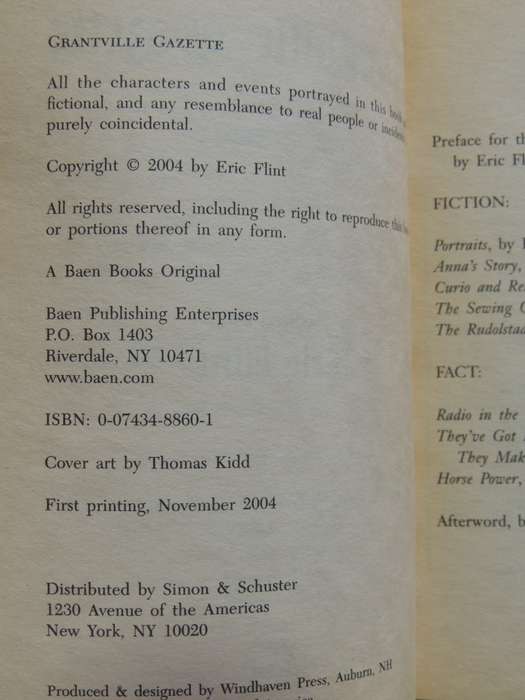 GRANTVILLE GAZETTE
All the characters and events portrayed in this book
fictional, and any resemblance to real people or incidents
purely coincidental.
Copyright © 2004 by Eric Flint
All rights reserved, including the right to reproduce this
or portions thereof in any form.
A Baen Books Original
Baen Publishing Enterprises
P.O. Box 1403
Riverdale, NY 10471
www.baen.com
ISBN: 0-07434-8860-1
Cover art by Thomas Kidd
First printing, November 2004
Distributed by Simon & Schuster
1230 Avenue of the Americas
New York, NY 10020
Produced & designed by Windhaven Press, Auburn, NH
Preface for
by Eric
FICTION:
Portraits, by
Anna's Story,
Curio and
The Sewing
The
FACT:
Radio in the
They've Got
They
Horse Power,
Afterword,